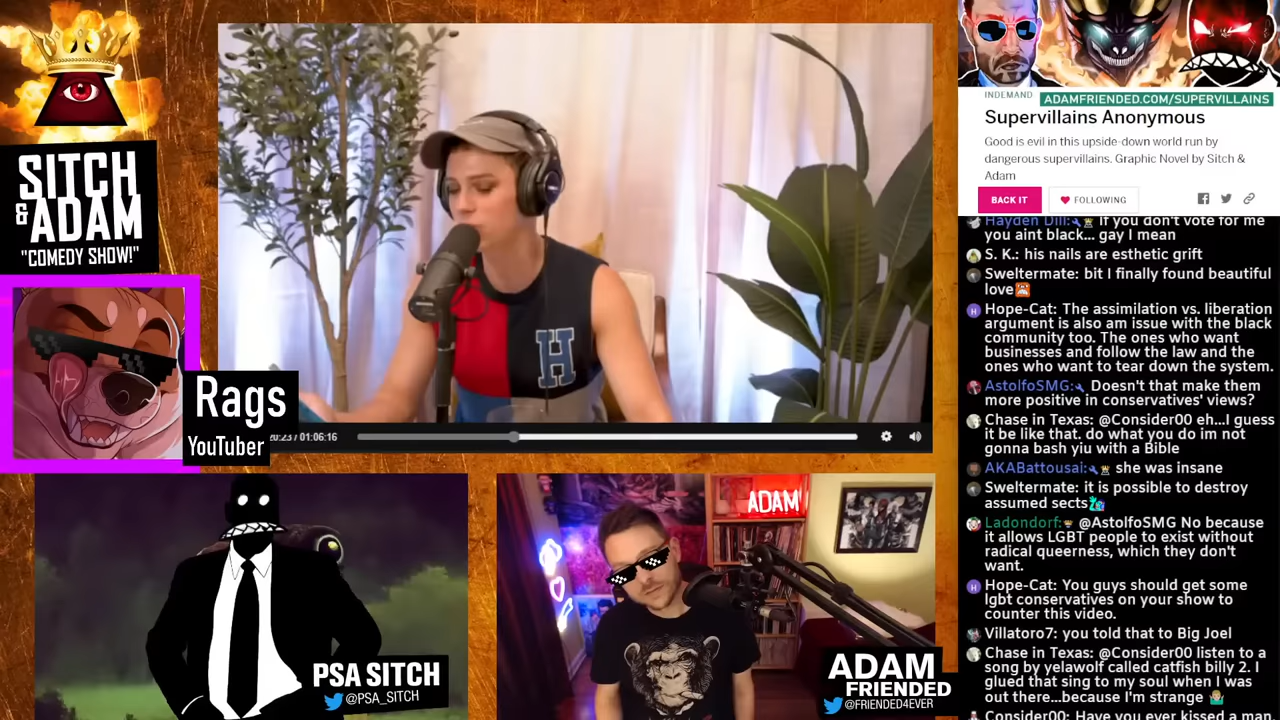 SITCH
& ADAM
"COMEDY SHOW!"
Rags
YouTuber
20:23 / 01:06:16
H
PSA SITCH
@PSA_SITCH
ADAM
ADAM
FRIENDED
@FRIENDED4EVER
INDEMAND
ADAMFRIENDED.COM/SUPERVILLAINS
Supervillains Anonymous
Good is evil in this upside-down world run by
dangerous supervillains. Graphic Novel by Sitch &
Adam
BACK IT
FOLLOWING
Hayden Dill: if you don't vote for me
you aint black... gay I mean
S. K.: his nails are esthetic grift
Sweltermate: bit I finally found beautiful
love
H
Hope-Cat: The assimilation vs. liberation
argument is also am issue with the black
community too. The ones who want
businesses and follow the law and the
ones who want to tear down the system.
AstolfoSMG: Doesn't that make them
more positive in conservatives' views?
Chase in Texas: @Consider00 eh...I guess
it be like that. do what you do im not
gonna bash yiu with a Bible
AKABattousai: she was insane
Sweltermate: it is possible to destroy
assumed sects
Ladondorf: @AstolfoSMG No because
it allows LGBT people to exist without
radical queerness, which they don't
want.
H
Hope-Cat: You guys should get some
lgbt conservatives on your show to
counter this video.
Villatoro7: you told that to Big Joel
Chase in Texas: @Consider00 listen to a
song by yelawolf called catfish billy 2. I
glued that sing to my soul when I was
out there...because I'm strange
Consider00: Have you ever kissed a man